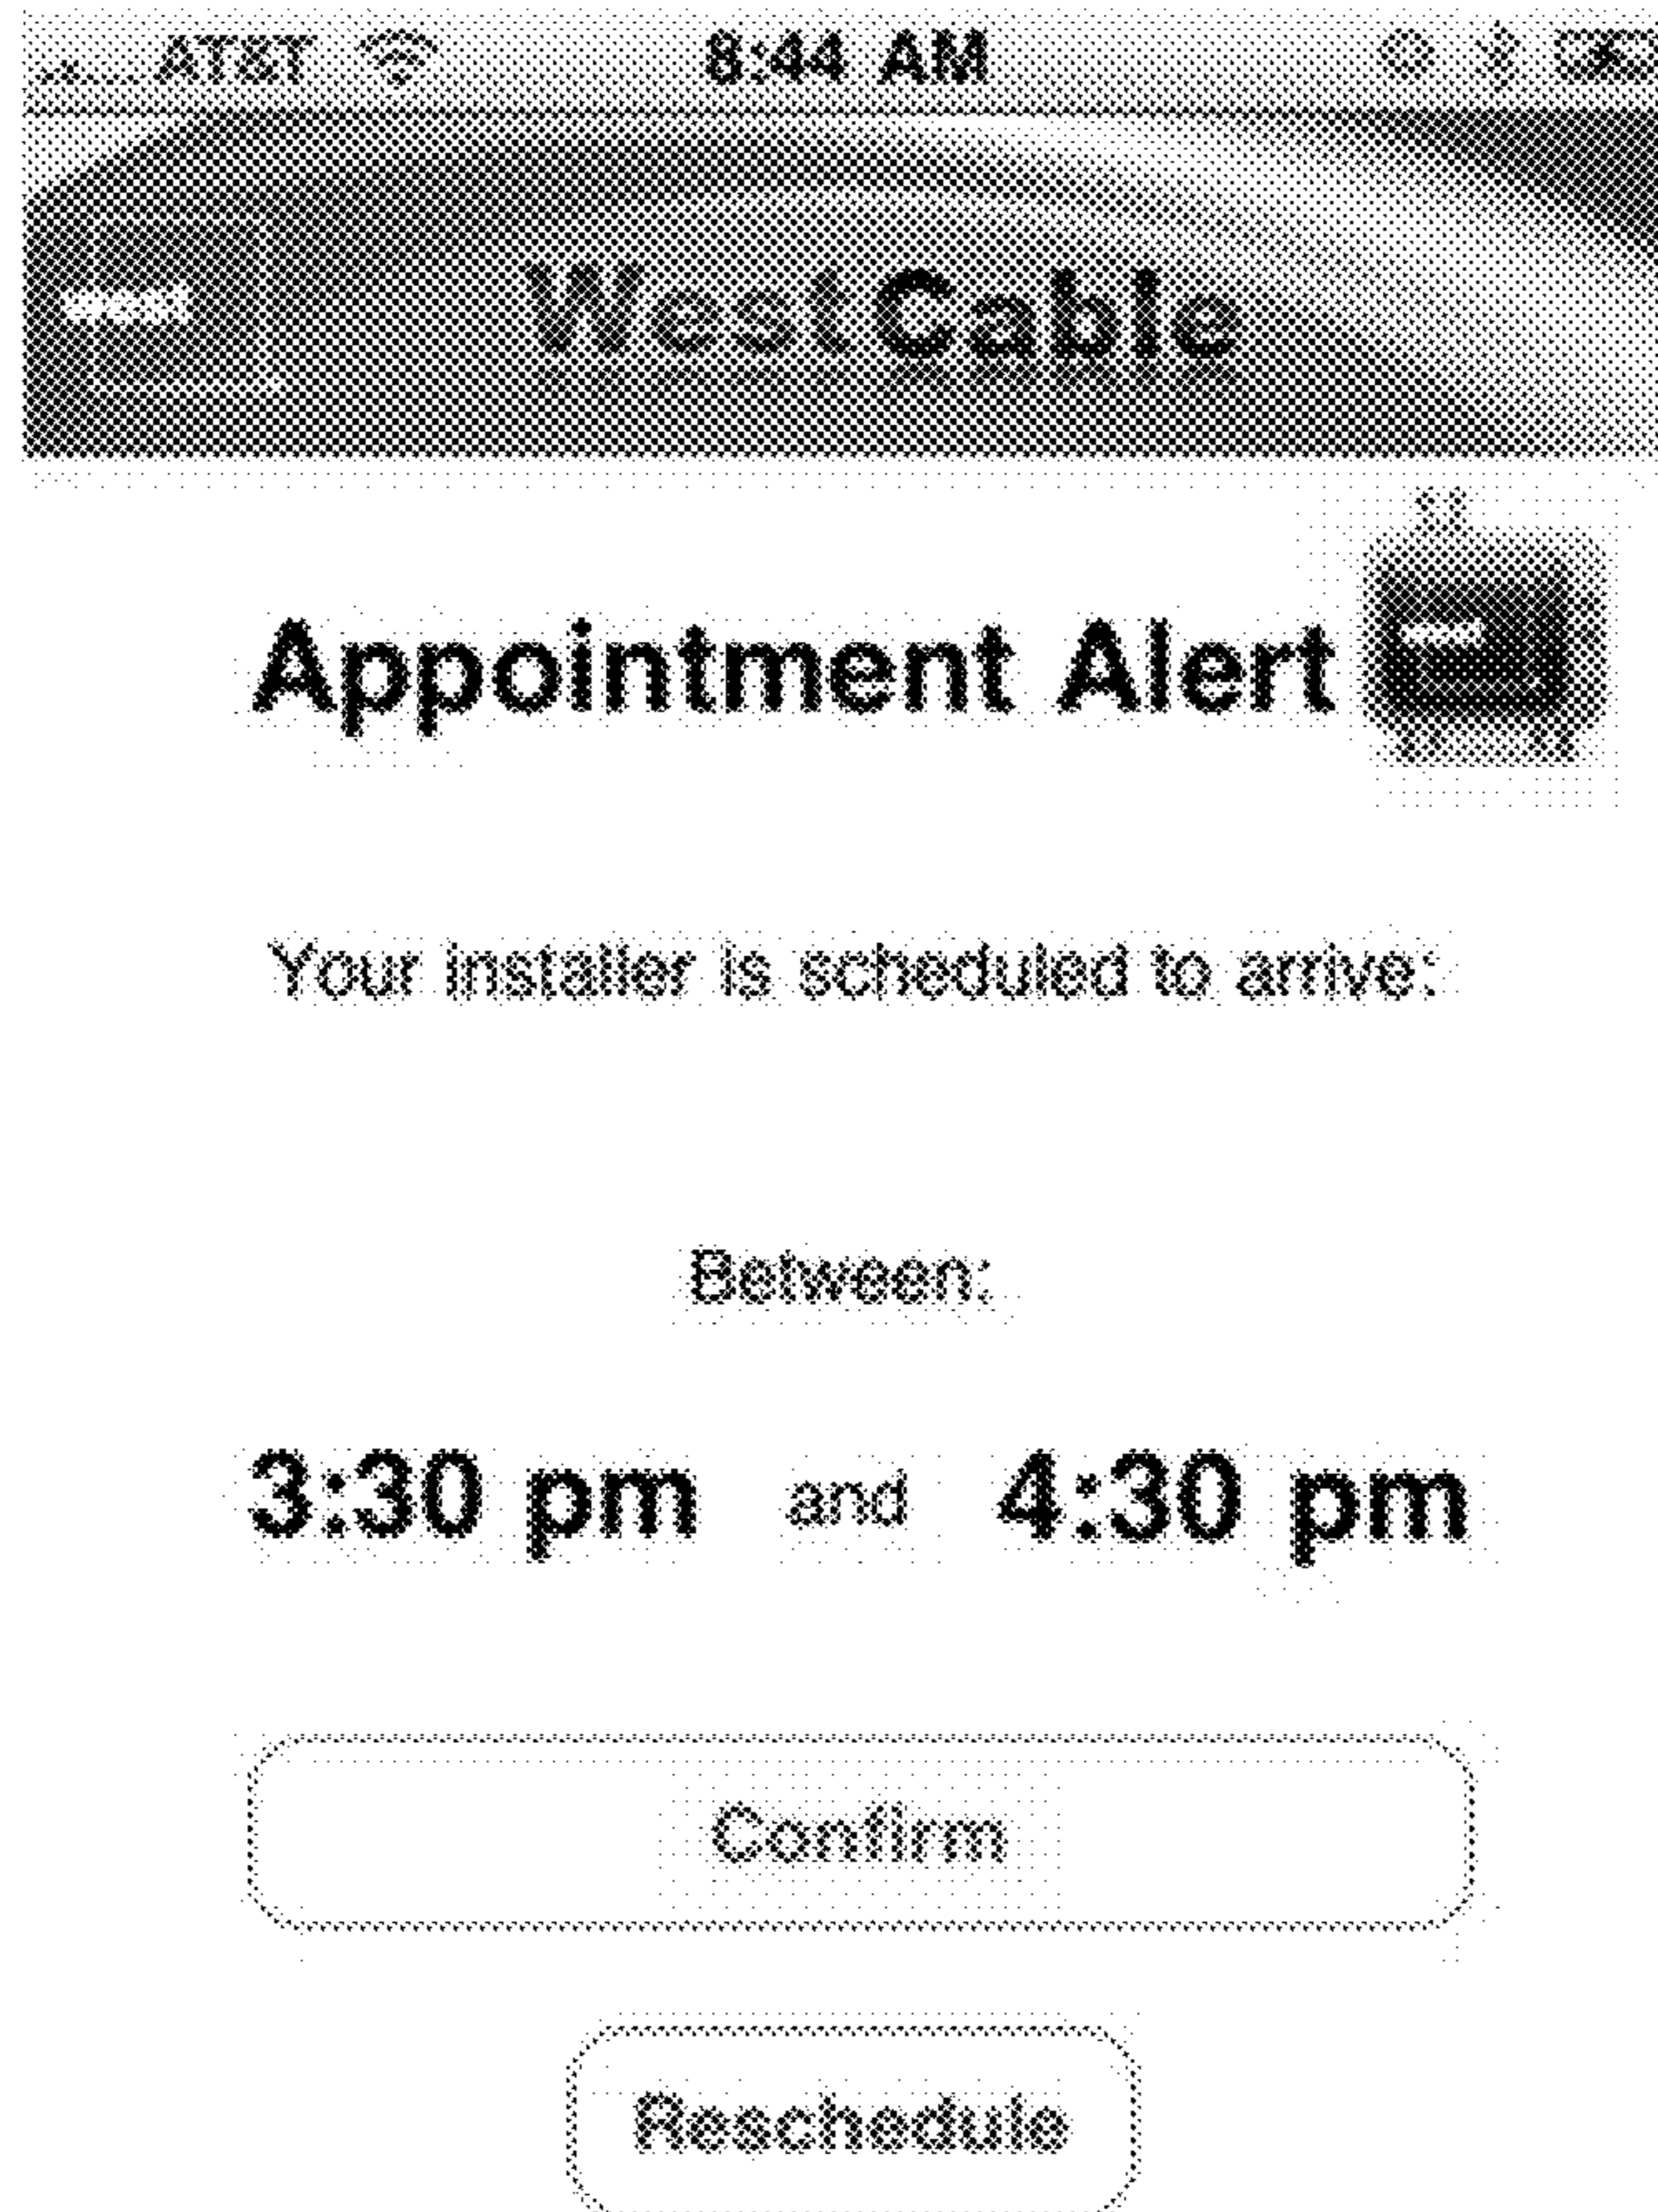 AT&T 8:44 AM
WestCable
Appointment Alert
Your installer is scheduled to arrive:
Between:
3:30 pm and 4:30 pm
Confirm
Reschedule